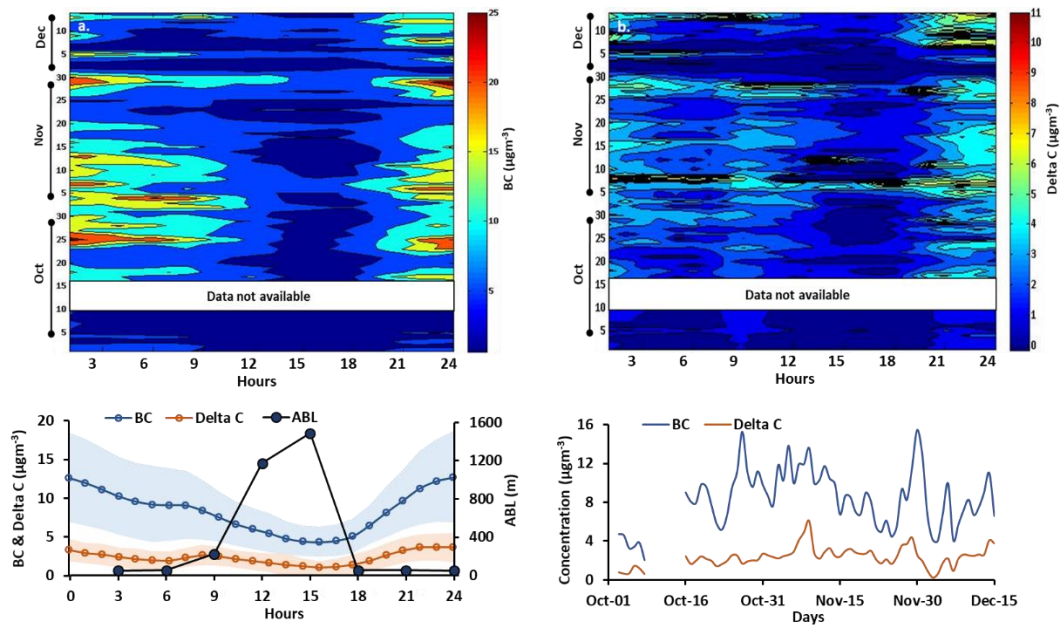 a.
Dec
10
5
Nov
30
25
20
15
10
5
Oct
30
25
20
15
10
5
Data not available
3 6 9 12 15 18 21 24
Hours
25
20
15
10
5
BC (µgm⁻³)
b.
Dec
10
5
Nov
30
25
20
15
10
5
Oct
30
25
20
15
10
5
Data not available
3 6 9 12 15 18 21 24
Hours
11
10
9
8
7
6
5
4
3
2
1
0
Delta C (µgm⁻³)
BC Delta C ABL
BC & Delta C (µgm⁻³)
20
15
10
5
0
1600
1200
800
400
0
ABL (m)
0 3 6 9 12 15 18 21 24
Hours
BC Delta C
Concentration (µgm⁻³)
16
12
8
4
0
Oct-01 Oct-16 Oct-31 Nov-15 Nov-30 Dec-15
Days